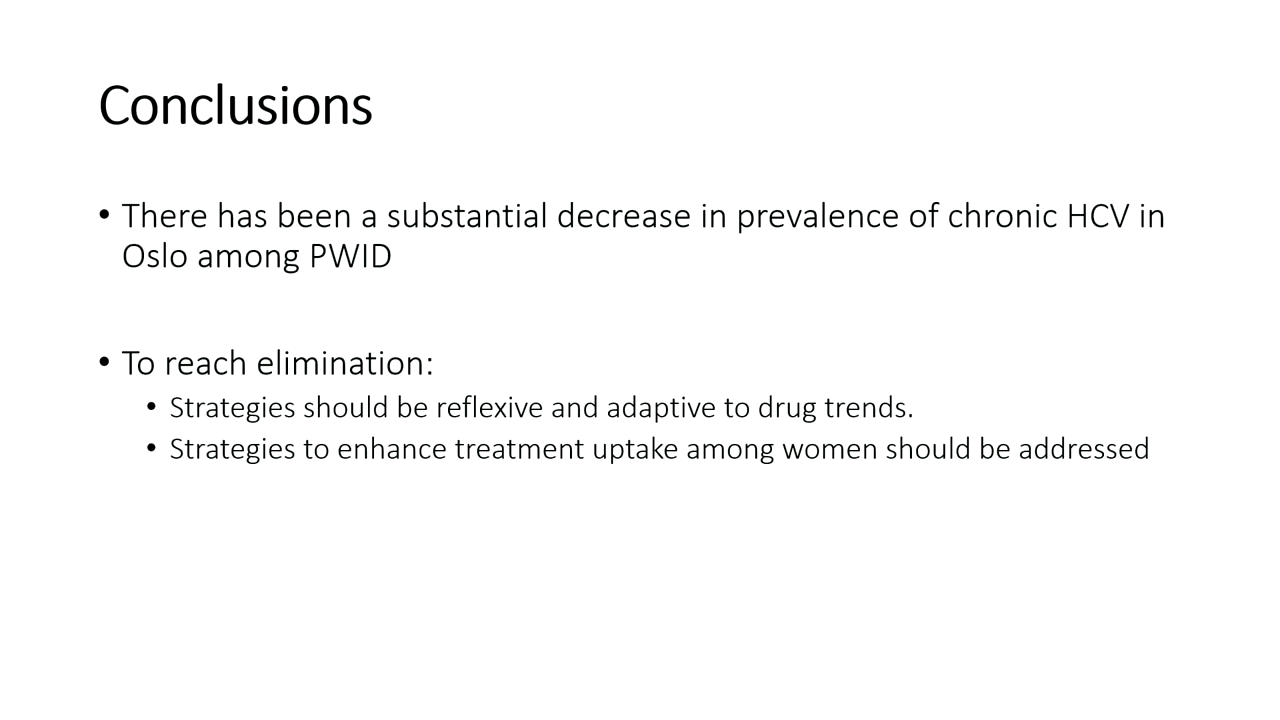 Conclusions
• There has been a substantial decrease in prevalence of chronic HCV in
Oslo among PWID
• To reach elimination:
• Strategies should be reflexive and adaptive to drug trends.
• Strategies to enhance treatment uptake among women should be addressed